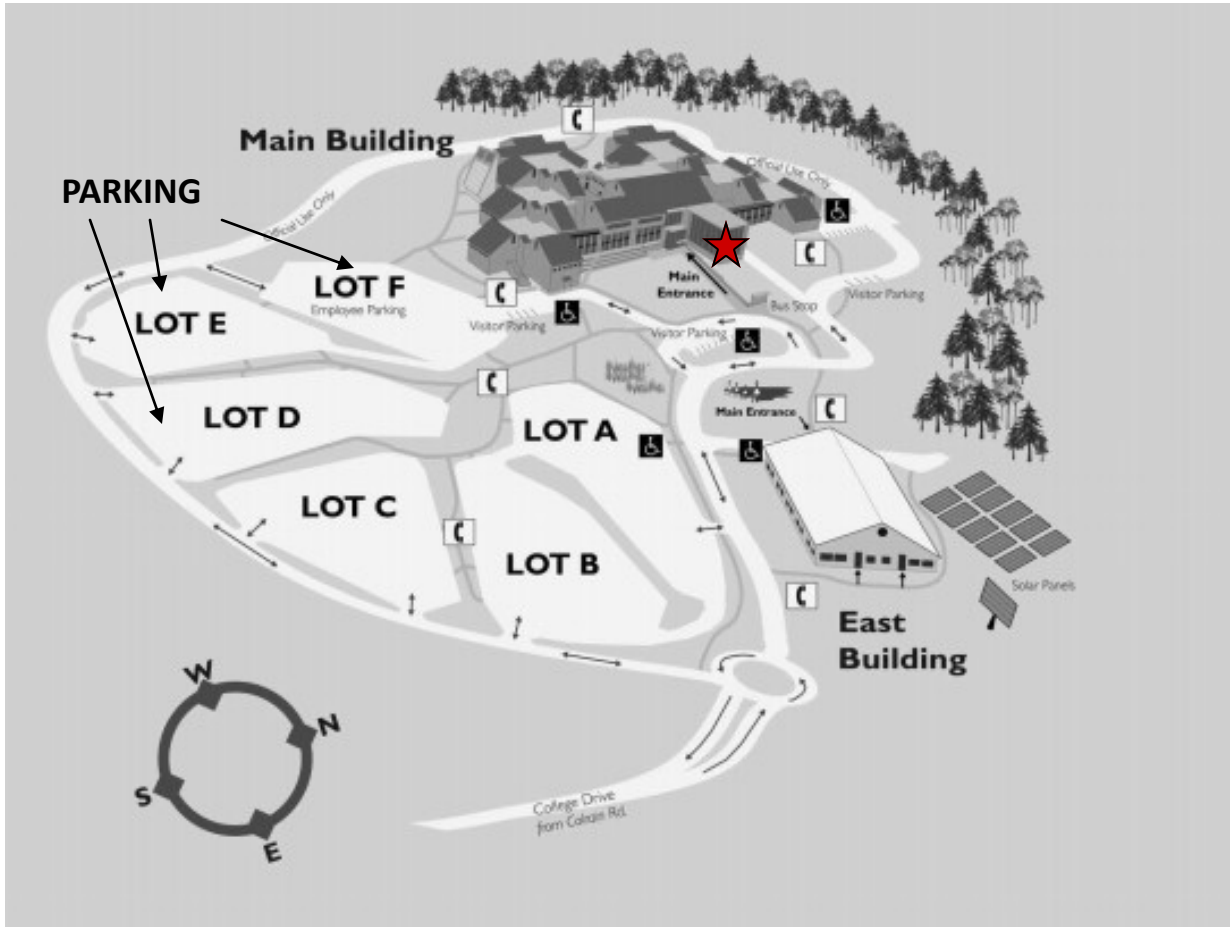 Main Building
PARKING
Official Use Only
Official Use Only
LOT F
Employee Parking
LOT E
Main
Entrance
Bus Stop
Visitor Parking
Visitor Parking
Visitor Parking
LOT D
LOT A
Main Entrance
LOT C
LOT B
Solar Panels
East
Building
W
N
S
E
College Drive
from Colrain Rd.